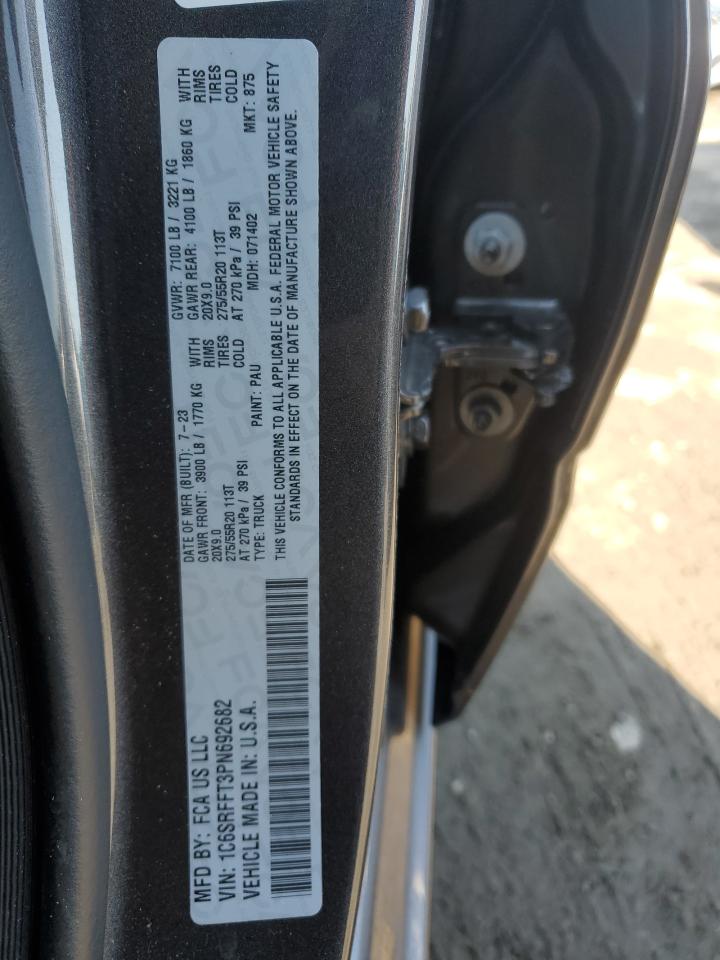 MFD BY: FCA US LLC
VIN: 1C6SRFFT3PN692682
VEHICLE MADE IN: U.S.A.
DATE OF MFR (BUILT): 7-23
GVWR: 7100 LB / 3221 KG
GAWR FRONT: 3900 LB / 1770 KG WITH
20X9.0 RIMS
275/55R20 113T TIRES
AT 270 kPa / 39 PSI COLD
GAWR REAR: 4100 LB / 1860 KG WITH
20X9.0 RIMS
275/55R20 113T TIRES
AT 270 kPa / 39 PSI COLD
TYPE: TRUCK PAINT: PAU MDH: 071402 MKT: 875
THIS VEHICLE CONFORMS TO ALL APPLICABLE U.S.A. FEDERAL MOTOR VEHICLE SAFETY
STANDARDS IN EFFECT ON THE DATE OF MANUFACTURE SHOWN ABOVE.